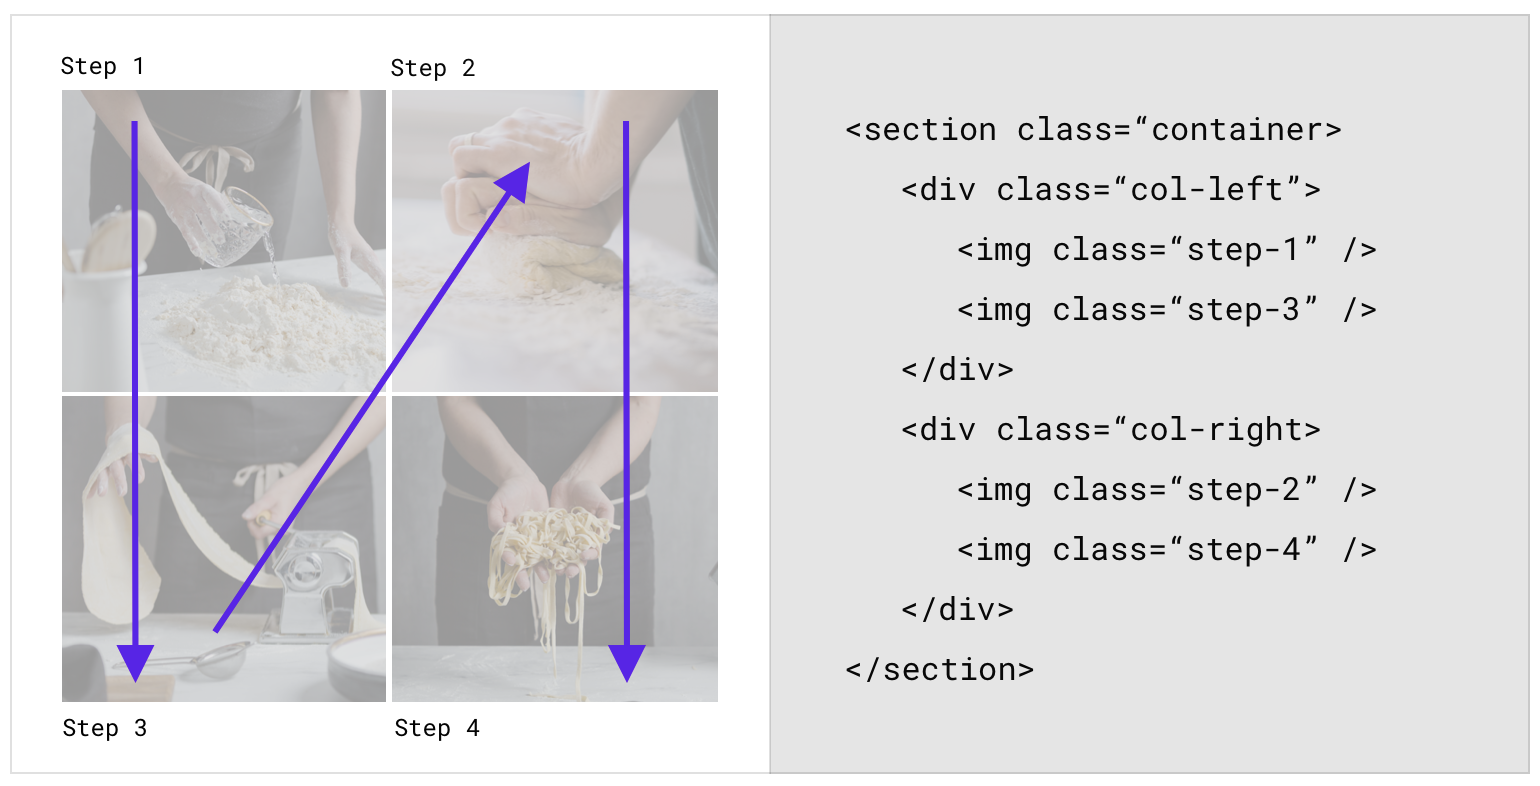 Step 1
Step 2
Step 3
Step 4
<section class=“container>
<div class=“col-left”>
<img class=“step-1” />
<img class=“step-3” />
</div>
<div class=“col-right>
<img class=“step-2” />
<img class=“step-4” />
</div>
</section>